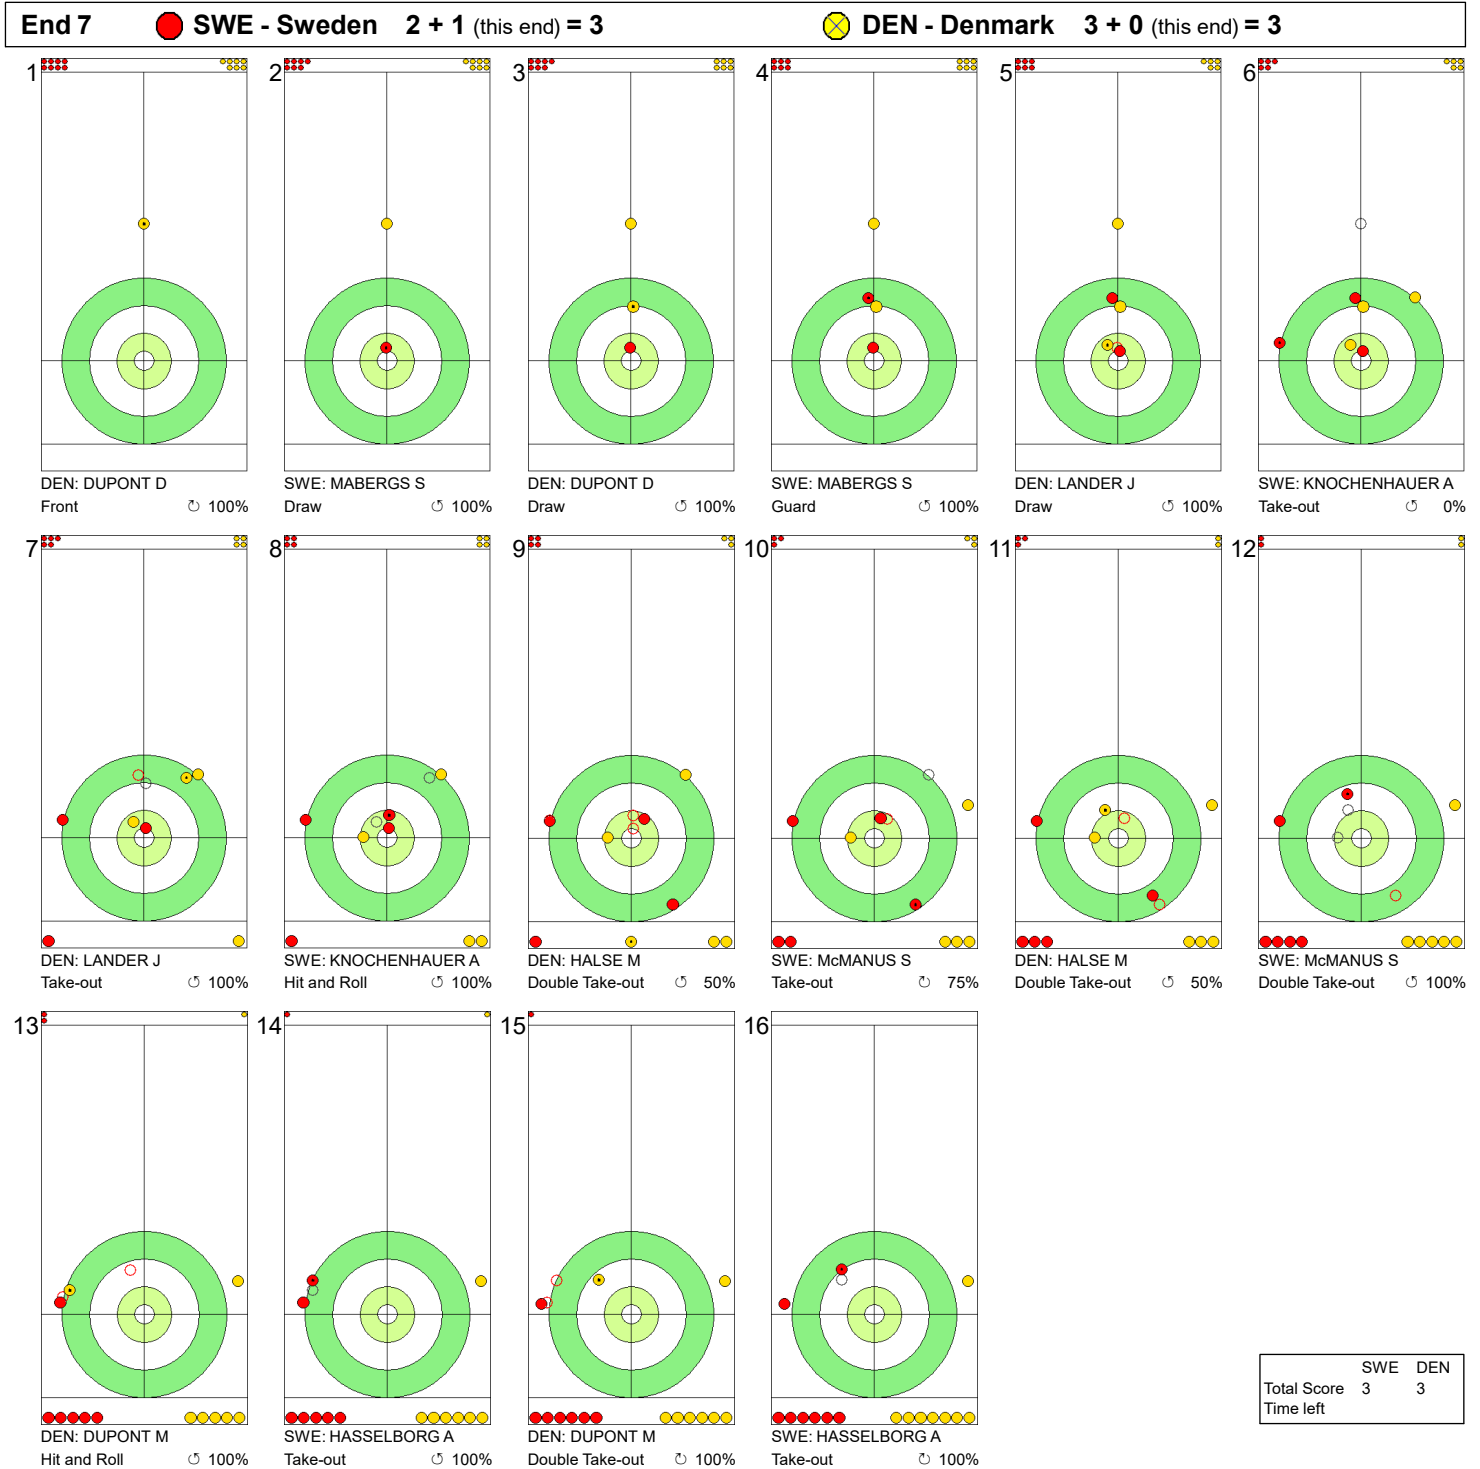 End 7 SWE - Sweden 2 + 1 (this end) = 3 DEN - Denmark 3 + 0 (this end) = 3
1 2 3 4 5 6
DEN: DUPONT D SWE: MABERGS S DEN: DUPONT D SWE: MABERGS S DEN: LANDER J SWE: KNOCHENHAUER A
Front ↻ 100% Draw ↺ 100% Draw ↺ 100% Guard ↺ 100% Draw ↺ 100% Take-out ↺ 0%
7 8 9 10 11 12
DEN: LANDER J SWE: KNOCHENHAUER A DEN: HALSE M SWE: McMANUS S DEN: HALSE M SWE: McMANUS S
Take-out ↺ 100% Hit and Roll ↺ 100% Double Take-out ↺ 50% Take-out ↻ 75% Double Take-out ↺ 50% Double Take-out ↺ 100%
13 14 15 16
DEN: DUPONT M SWE: HASSELBORG A DEN: DUPONT M SWE: HASSELBORG A
Hit and Roll ↺ 100% Take-out ↺ 100% Double Take-out ↻ 100% Take-out ↻ 100%
SWE DEN
Total Score 3 3
Time left